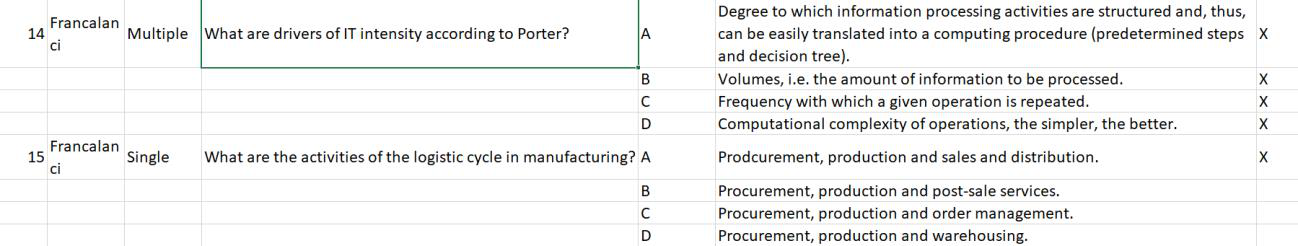 14 Francalan ci Multiple What are drivers of IT intensity according to Porter? A Degree to which information processing activities are structured and, thus, can be easily translated into a computing procedure (predetermined steps and decision tree). X
B Volumes, i.e. the amount of information to be processed. X
C Frequency with which a given operation is repeated. X
D Computational complexity of operations, the simpler, the better. X
15 Francalan ci Single What are the activities of the logistic cycle in manufacturing? A Prodcurement, production and sales and distribution. X
B Procurement, production and post-sale services.
C Procurement, production and order management.
D Procurement, production and warehousing.